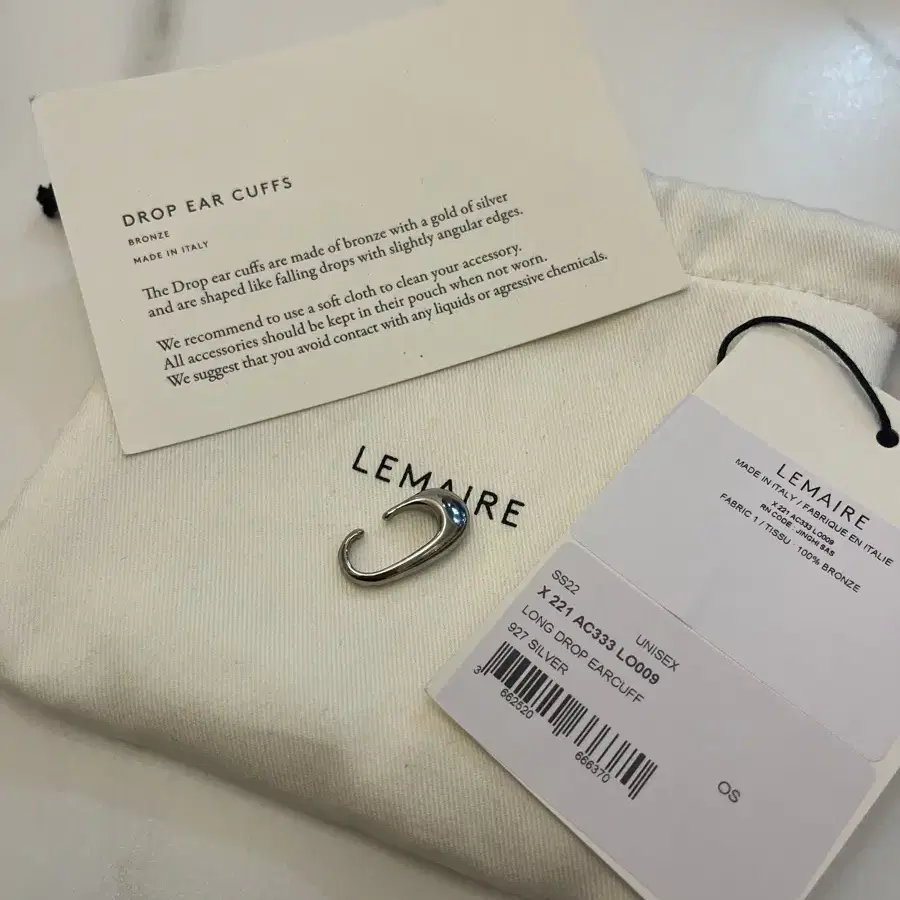 DROP EAR CUFFS
BRONZE
MADE IN ITALY
The Drop ear cuffs are made of bronze with a gold of silver
and are shaped like falling drops with slightly angular edges.
We recommend to use a soft cloth to clean your accessory.
All accessories should be kept in their pouch when not worn.
We suggest that you avoid contact with any liquids or agressive chemicals.
LEMAIRE
LEMAIRE
MADE IN ITALY / FABRIQUE EN ITALIE
X 221 AC333 LO009
RN CODE : JINGHI SAS
FABRIC 1 / TISSU : 100% BRONZE
SS22
UNISEX
X 221 AC333 LO009
LONG DROP EARCUFF
927 SILVER
3 662520 666370
OS